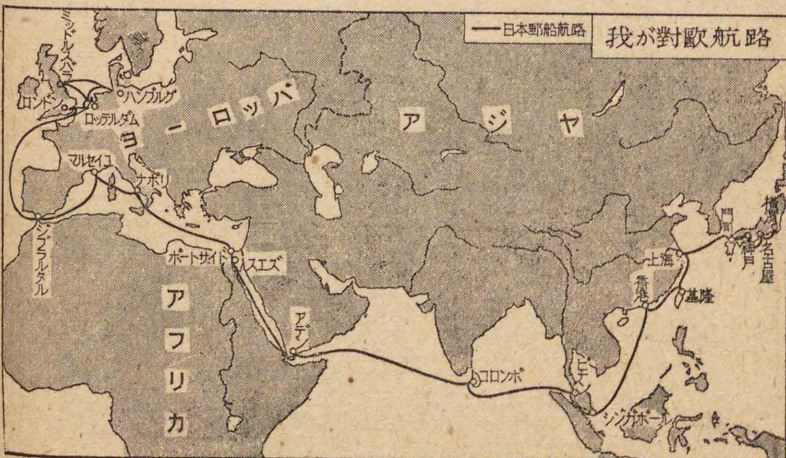 我が對歐航路
日本郵船航路
ミッドルスベラ
ロンドン
ハンブルグ
ロッテルダム
ヨーロッパ
アジヤ
マルセイユ
ナポリ
ジブラルタル
ポートサイド
スエズ
アフリカ
アデン
コロンボ
ピナン
シンガポール
香港
上海
基隆
門司
神戸
名古屋
横濱